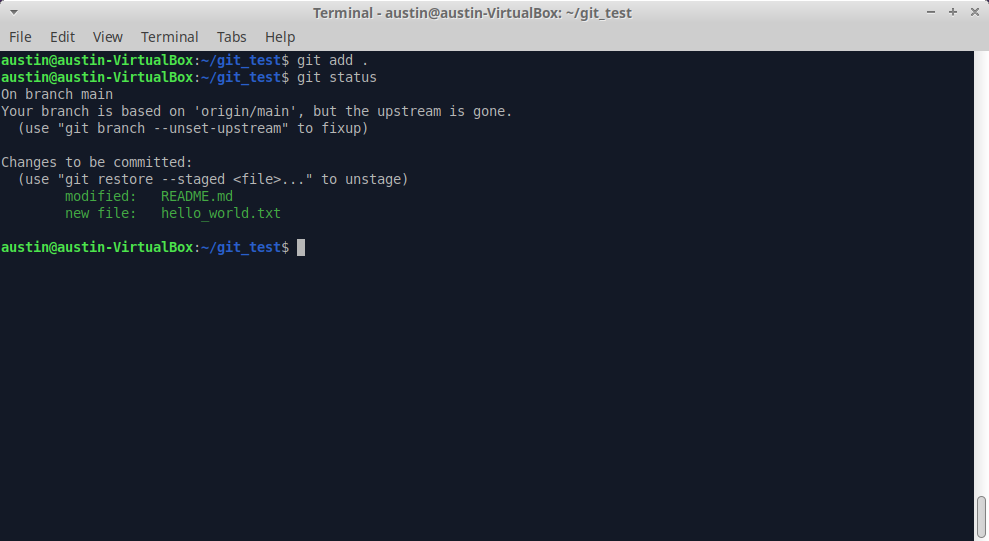 Terminal - austin@austin-VirtualBox: ~/git_test
File Edit View Terminal Tabs Help
austin@austin-VirtualBox:~/git_test$ git add .
austin@austin-VirtualBox:~/git_test$ git status
On branch main
Your branch is based on 'origin/main', but the upstream is gone.
  (use "git branch --unset-upstream" to fixup)

Changes to be committed:
  (use "git restore --staged <file>..." to unstage)
        modified:   README.md
        new file:   hello_world.txt

austin@austin-VirtualBox:~/git_test$